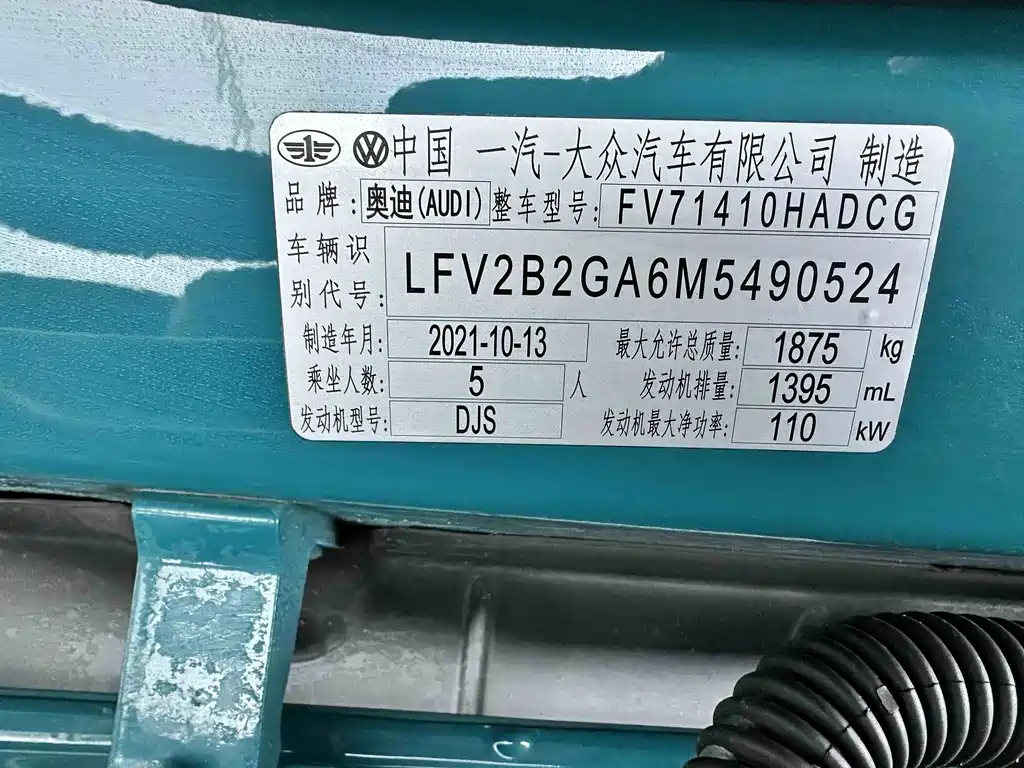 中国 一汽-大众汽车有限公司 制造
品牌: 奥迪(AUDI) 整车型号: FV71410HADCG
车辆识别代号: LFV2B2GA6M5490524
制造年月: 2021-10-13 最大允许总质量: 1875 kg
乘坐人数: 5 人 发动机排量: 1395 mL
发动机型号: DJS 发动机最大净功率: 110 kW